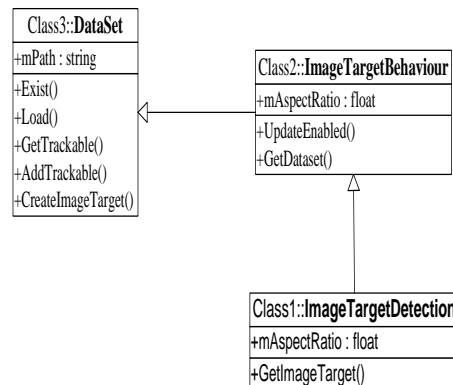 Class3::DataSet
+mPath : string
+Exist()
+Load()
+GetTrackable()
+AddTrackable()
+CreateImageTarget()
Class2::ImageTargetBehaviour
+mAspectRatio : float
+UpdateEnabled()
+GetDataset()
Class1::ImageTargetDetection
+mAspectRatio : float
+GetImageTarget()